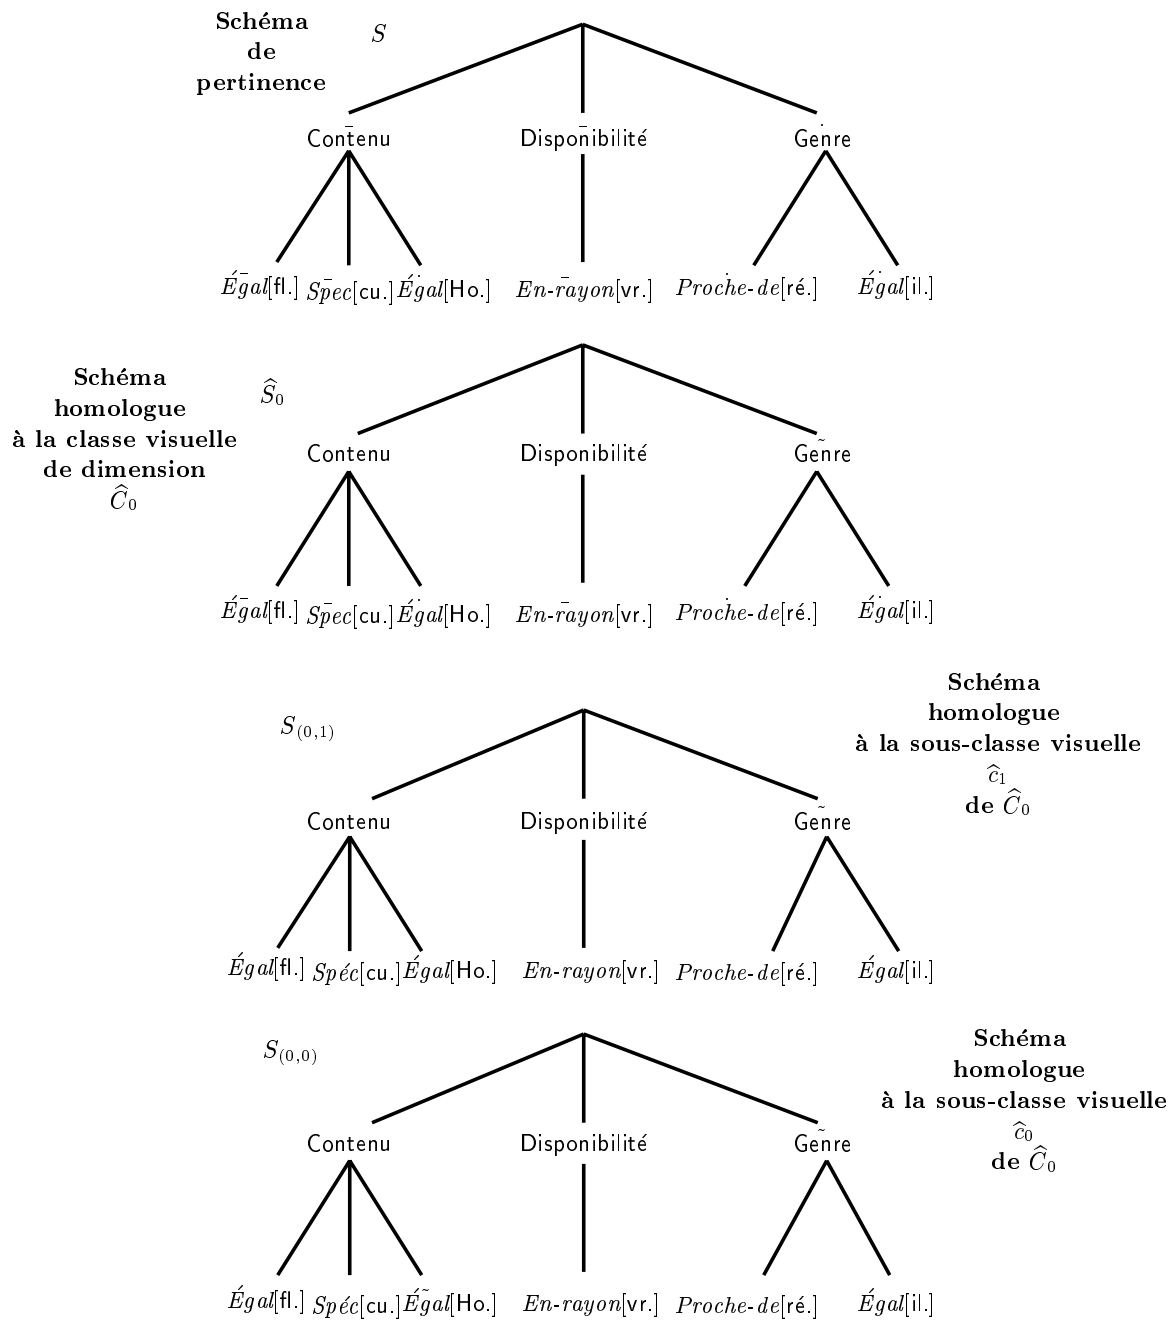 Schéma
de
pertinence
S
Contenu Disponibilité Genre
Égal[fl.] Spec[cu.] Égal[Ho.] En-rayon[vr.] Proche-de[ré.] Égal[il.]
Schéma
homologue
à la classe visuelle
de dimension
Ĉ₀
Ŝ₀
Contenu Disponibilité Genre
Égal[fl.] Spec[cu.] Égal[Ho.] En-rayon[vr.] Proche-de[ré.] Égal[il.]
S₍₀,₁₎
Schéma
homologue
à la sous-classe visuelle
ĉ₁
de Ĉ₀
Contenu Disponibilité Genre
Égal[fl.] Spéc[cu.] Égal[Ho.] En-rayon[vr.] Proche-de[ré.] Égal[il.]
S₍₀,₀₎
Schéma
homologue
à la sous-classe visuelle
ĉ₀
de Ĉ₀
Contenu Disponibilité Genre
Égal[fl.] Spéc[cu.] Égal[Ho.] En-rayon[vr.] Proche-de[ré.] Égal[il.]